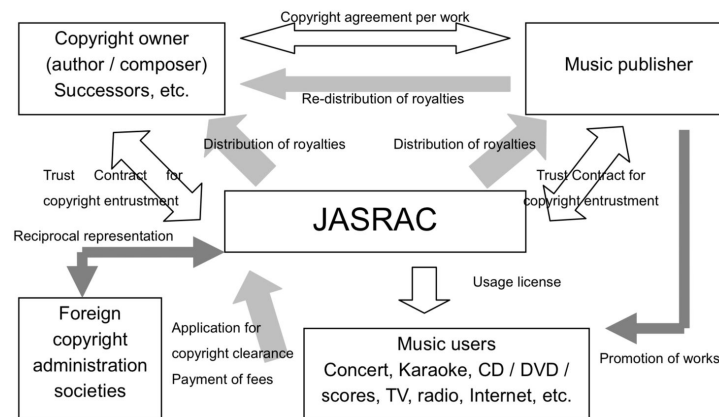 Copyright agreement per work
Copyright owner
(author / composer)
Successors, etc.
Music publisher
Re-distribution of royalties
Distribution of royalties
Distribution of royalties
Trust Contract for
copyright entrustment
Trust Contract for
copyright entrustment
JASRAC
Reciprocal representation
Usage license
Foreign
copyright
administration
societies
Application for
copyright clearance
Payment of fees
Music users
Concert, Karaoke, CD / DVD /
scores, TV, radio, Internet, etc.
Promotion of works